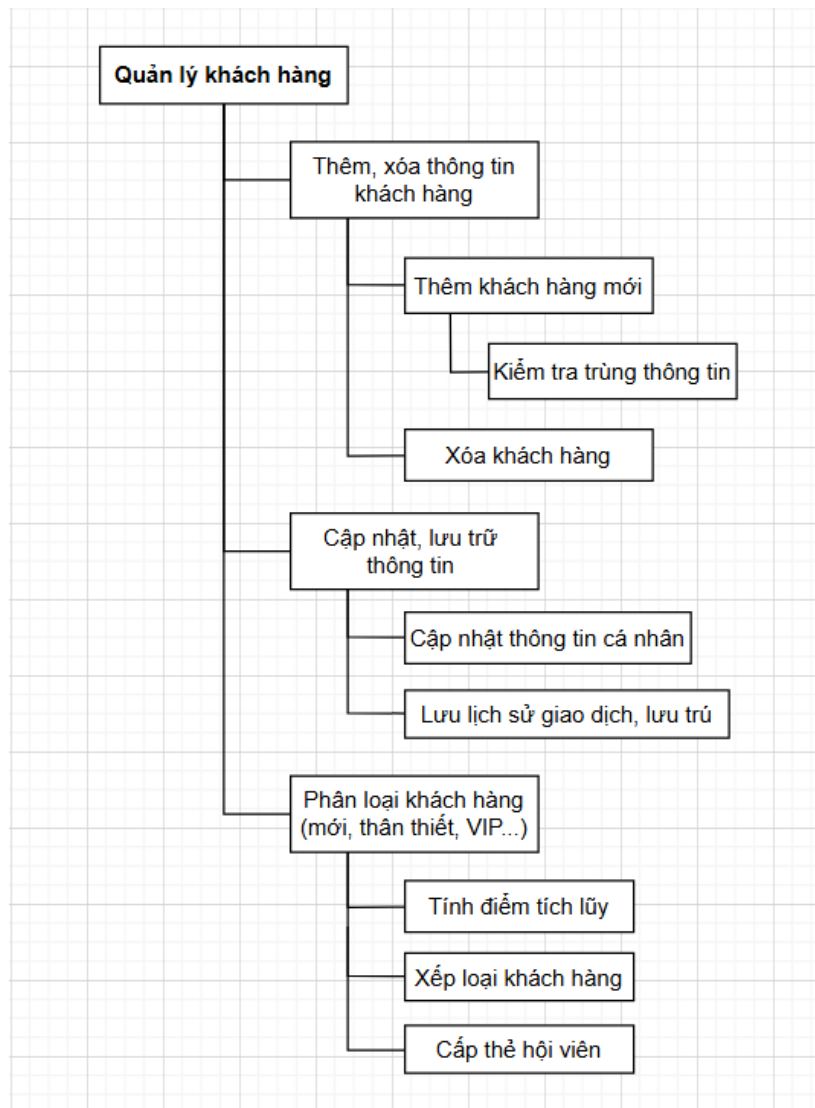 Quản lý khách hàng
Thêm, xóa thông tin
khách hàng
Thêm khách hàng mới
Kiểm tra trùng thông tin
Xóa khách hàng
Cập nhật, lưu trữ
thông tin
Cập nhật thông tin cá nhân
Lưu lịch sử giao dịch, lưu trú
Phân loại khách hàng
(mới, thân thiết, VIP...)
Tính điểm tích lũy
Xếp loại khách hàng
Cấp thẻ hội viên